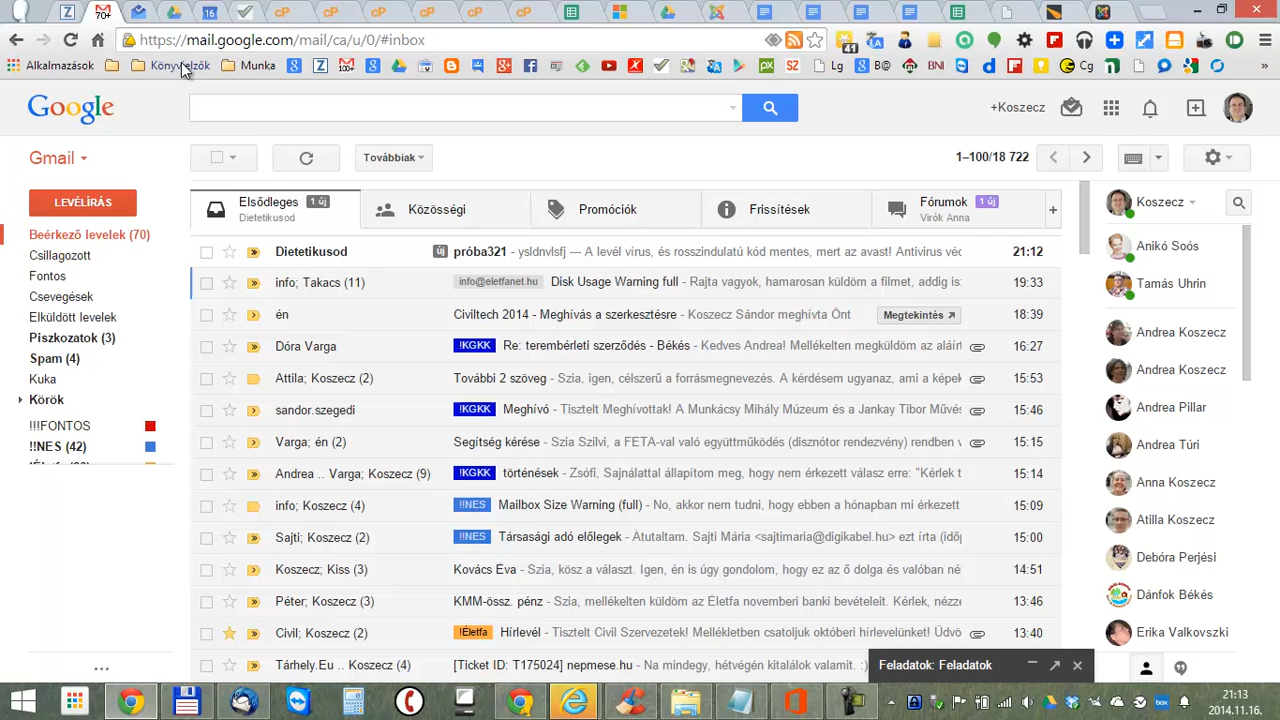 70+
16
https://mail.google.com/mail/ca/u/0/#inbox
41
Alkalmazások
Könyvjelzők
Munka
100+
Lg
B@
BNI
Cg
Google
+Koszecz
Gmail
Továbbiak
1–100/18 722
LEVÉLÍRÁS
Beérkező levelek (70)
Csillagozott
Fontos
Csevegések
Elküldött levelek
Piszkozatok (3)
Spam (4)
Kuka
Körök
!!!FONTOS
!!NES (42)
Elsődleges 1 új
Dietetikusod
Közösségi
Promóciók
Frissítések
Fórumok 1 új
Virók Anna
Dietetikusod új próba321 - ysldnvlsfj --- A levél vírus, és rosszindulatú kód mentes, mert az avast! Antivirus véd 21:12
info; Takacs (11) info@eletfanet.hu Disk Usage Warning full - Rajta vagyok, hamarosan küldöm a filmet, addig is: 19:33
én Civiltech 2014 - Meghívás a szerkesztésre - Koszecz Sándor meghívta Önt Megtekintés 18:39
Dóra Varga !KGKK Re: terembérleti szerződés - Békés - Kedves Andrea! Mellékelten megküldöm az aláírt 16:27
Attila; Koszecz (2) További 2 szöveg - Szia, igen, célszerű a forrásmegnevezés. A kérdésem ugyanaz, ami a képek 15:53
sandor.szegedi !KGKK Meghívó - Tisztelt Meghívottak! A Munkácsy Mihály Múzeum és a Jankay Tibor Művés 15:46
Varga; én (2) Segítség kérése - Szia Szilvi, a FETA-val való együttműködés (disznótor rendezvény) rendben v 15:15
Andrea .. Varga; Koszecz (9) !KGKK történések - Zsófi, Sajnálattal állapítom meg, hogy nem érkezett válasz erre: "Kérlek t 15:14
info; Koszecz (4) !!NES Mailbox Size Warning (full) - No, akkor nem tudni, hogy ebben a hónapban mi érkezett 15:09
Sajti; Koszecz (2) !!NES Társasági adó előlegek - Átutaltam. Sajti Mária <sajtimaria@digikabel.hu> ezt írta (időp 15:00
Koszecz; Kiss (3) Kovács Éva - Szia, kösz a választ. Igen, én is úgy gondolom, hogy ez az ő dolga és valóban né 14:51
Péter; Koszecz (3) KMM-össz. pénz - Szia, mellékelten küldöm az Életfa novemberi banki bevételeit. Kérlek, nézze 13:46
Civil; Koszecz (2) !Életfa Hírlevél - Tisztelt Civil Szervezetek! Mellékletben csatoljuk októberi hírlevelünket! Üdvö 13:40
Tárhely.Eu .. Koszecz (4) [Ticket ID: T175024] nepmese.hu - Na mindegy, hétvégén kitalálok valamit. :)
Koszecz
Anikó Soós
Tamás Uhrin
Andrea Koszecz
Andrea Koszecz
Andrea Pillar
Andrea Túri
Anna Koszecz
Atilla Koszecz
Debóra Perjési
Dánfok Békés
Erika Valkovszki
Feladatok: Feladatok
21:13
2014.11.16.